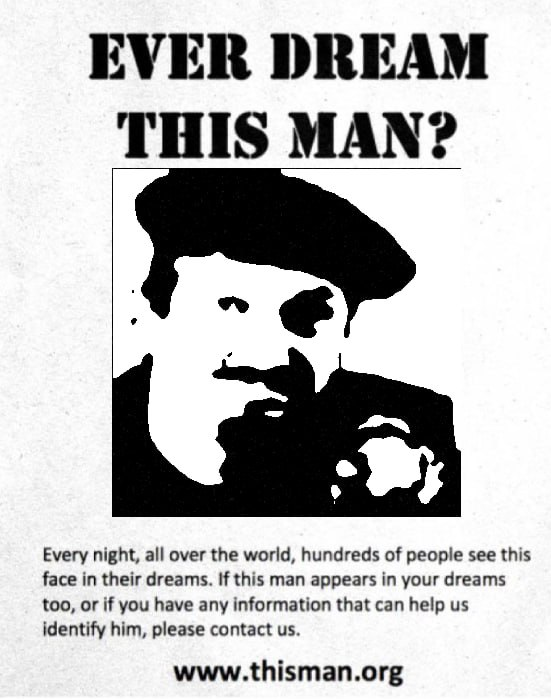 EVER DREAM
THIS MAN?
Every night, all over the world, hundreds of people see this
face in their dreams. If this man appears in your dreams
too, or if you have any information that can help us
identify him, please contact us.
www.thisman.org